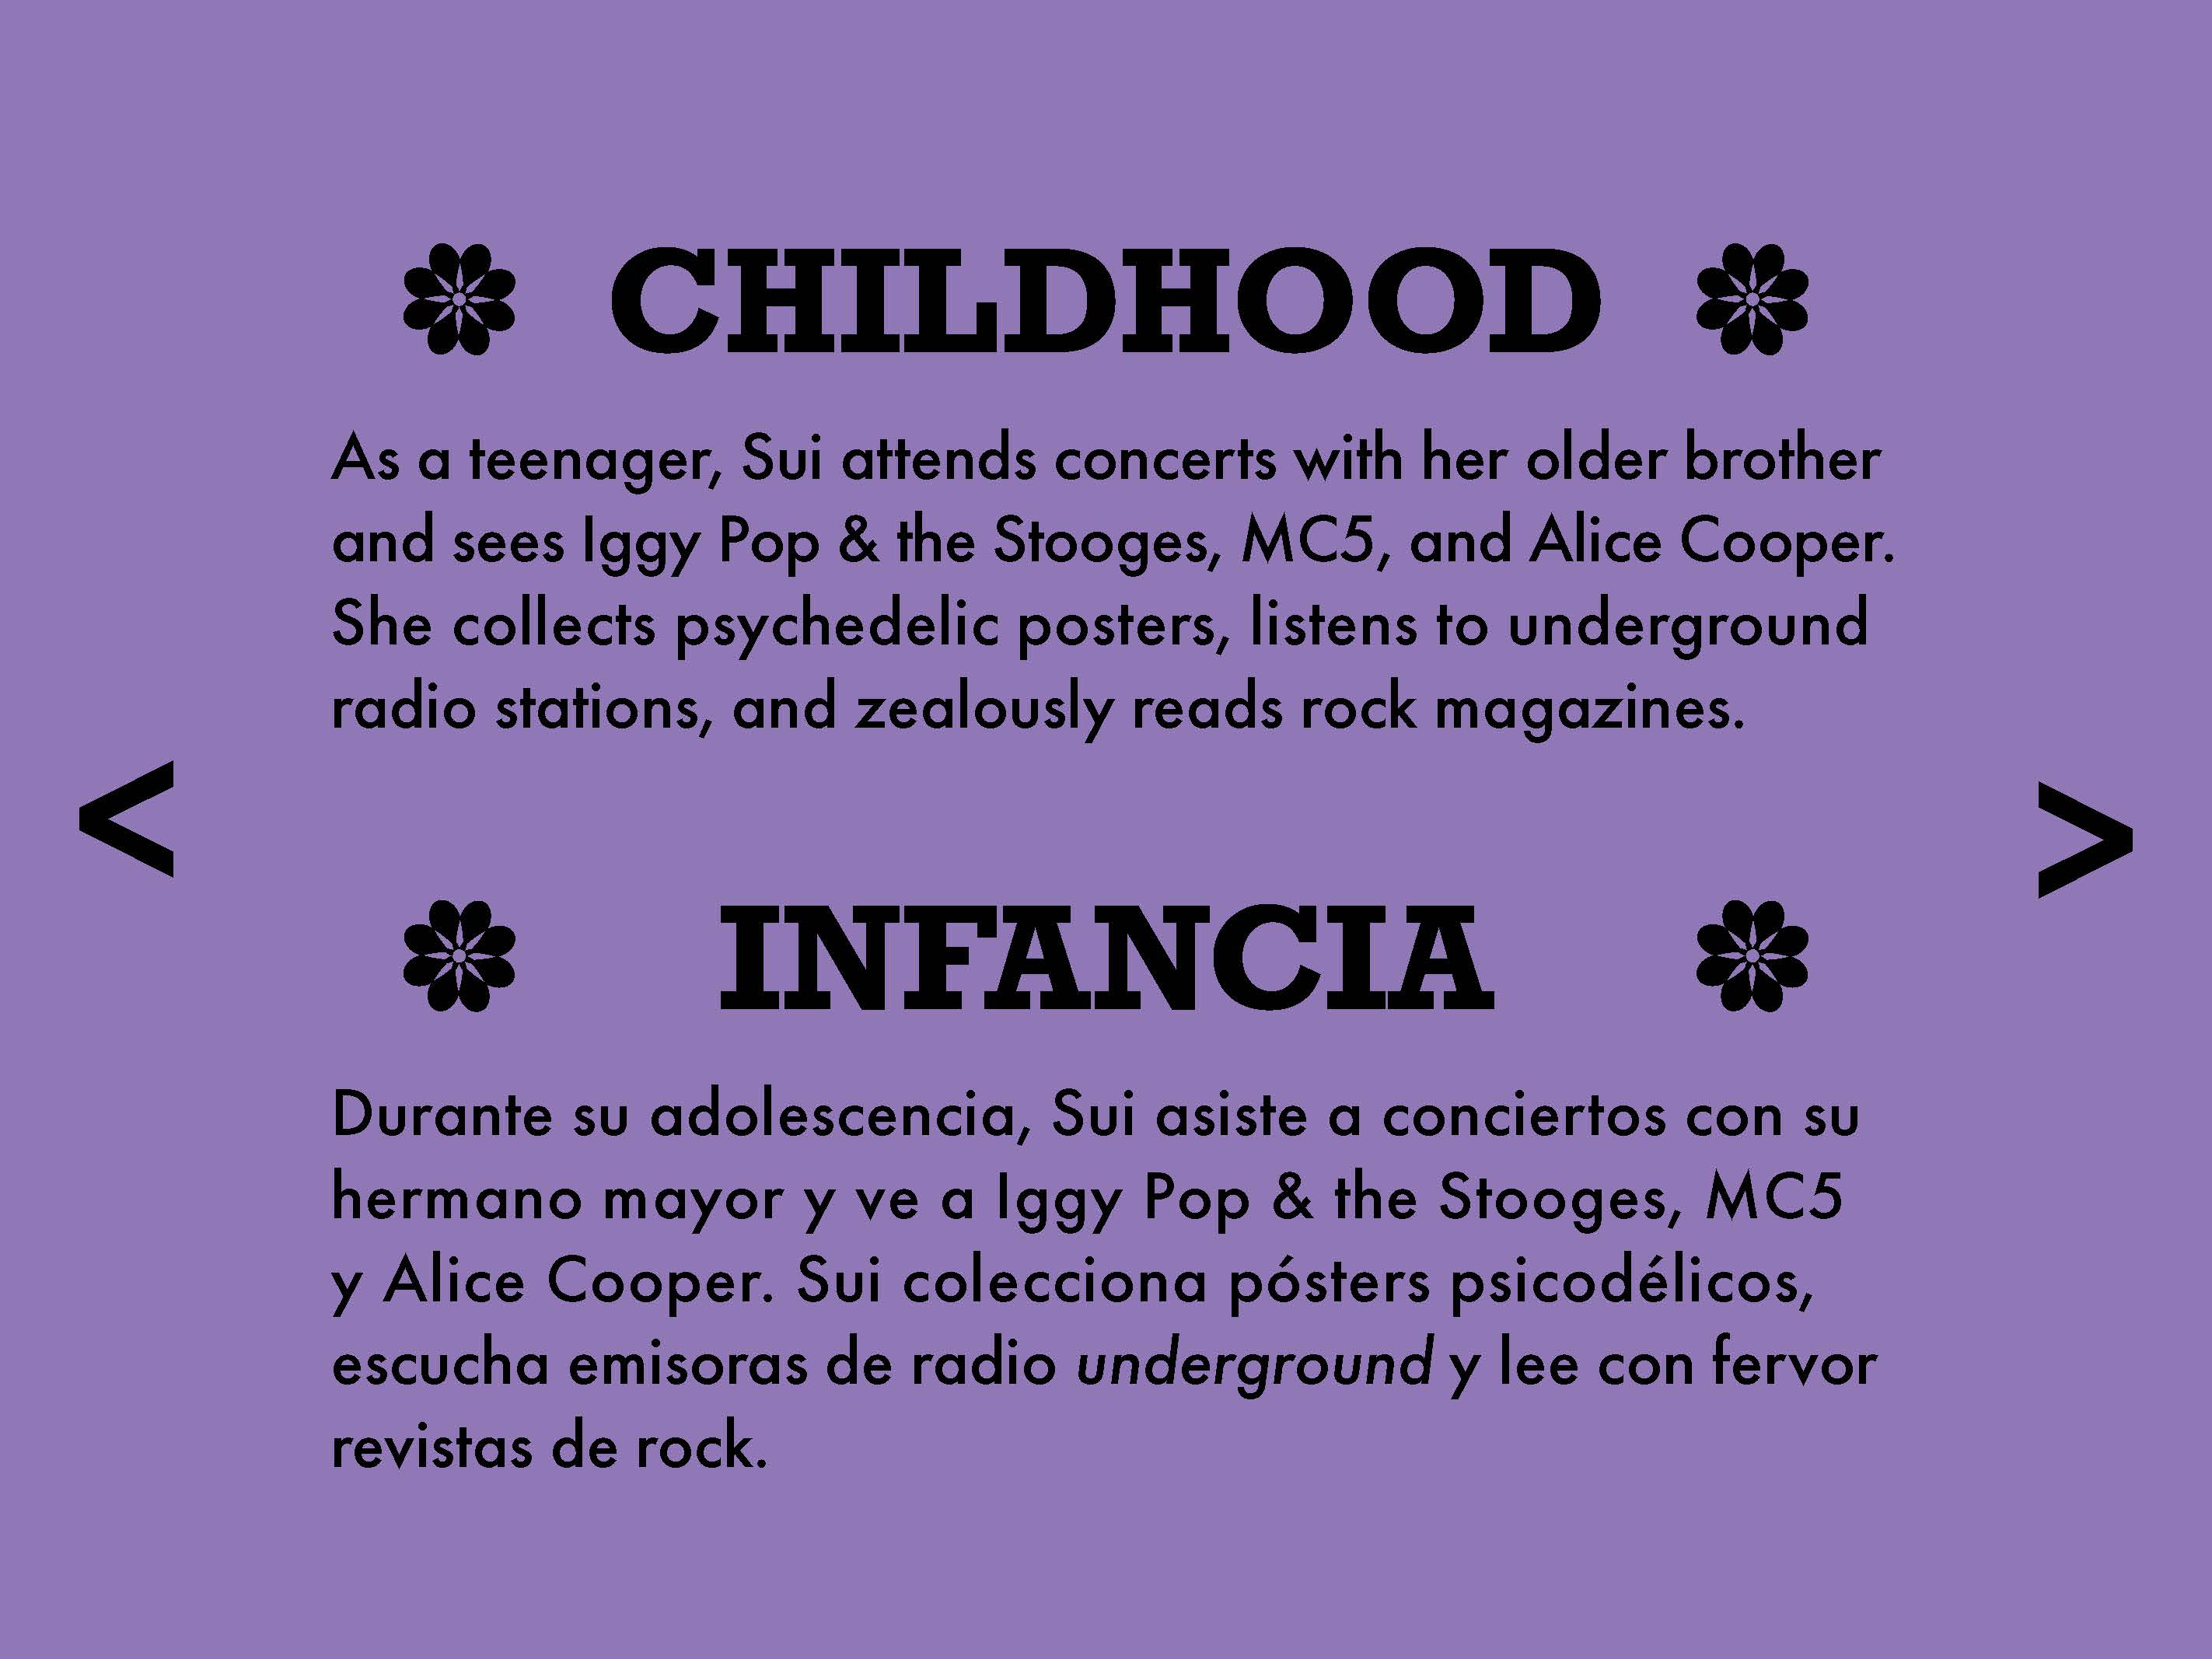 CHILDHOOD
As a teenager, Sui attends concerts with her older brother
and sees Iggy Pop & the Stooges, MC5, and Alice Cooper.
She collects psychedelic posters, listens to underground
radio stations, and zealously reads rock magazines.
<
>
INFANCIA
Durante su adolescencia, Sui asiste a conciertos con su
hermano mayor y ve a Iggy Pop & the Stooges, MC5
y Alice Cooper. Sui colecciona pósters psicodélicos,
escucha emisoras de radio underground y lee con fervor
revistas de rock.